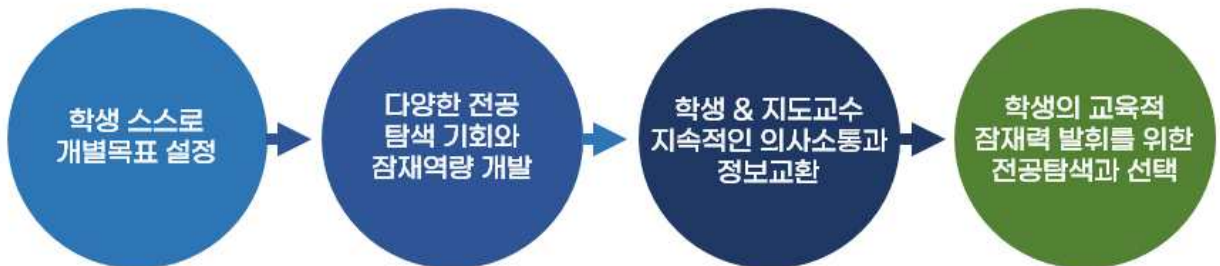 학생 스스로
개별목표 설정
다양한 전공
탐색 기회와
잠재역량 개발
학생 & 지도교수
지속적인 의사소통과
정보교환
학생의 교육적
잠재력 발휘를 위한
전공탐색과 선택